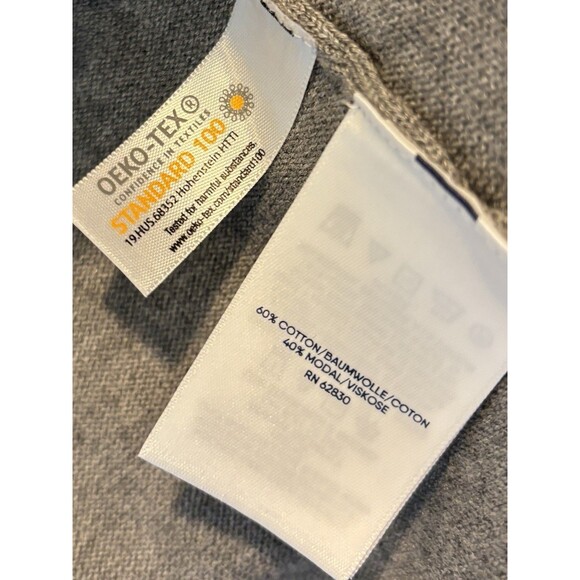 OEKO-TEX®
CONFIDENCE IN TEXTILES
STANDARD 100
19.HUS.68352 Hohenstein HTTI
Tested for harmful substances.
www.oeko-tex.com/standard100
60% COTTON/BAUMWOLLE/COTON
40% MODAL/VISKOSE
RN 62830